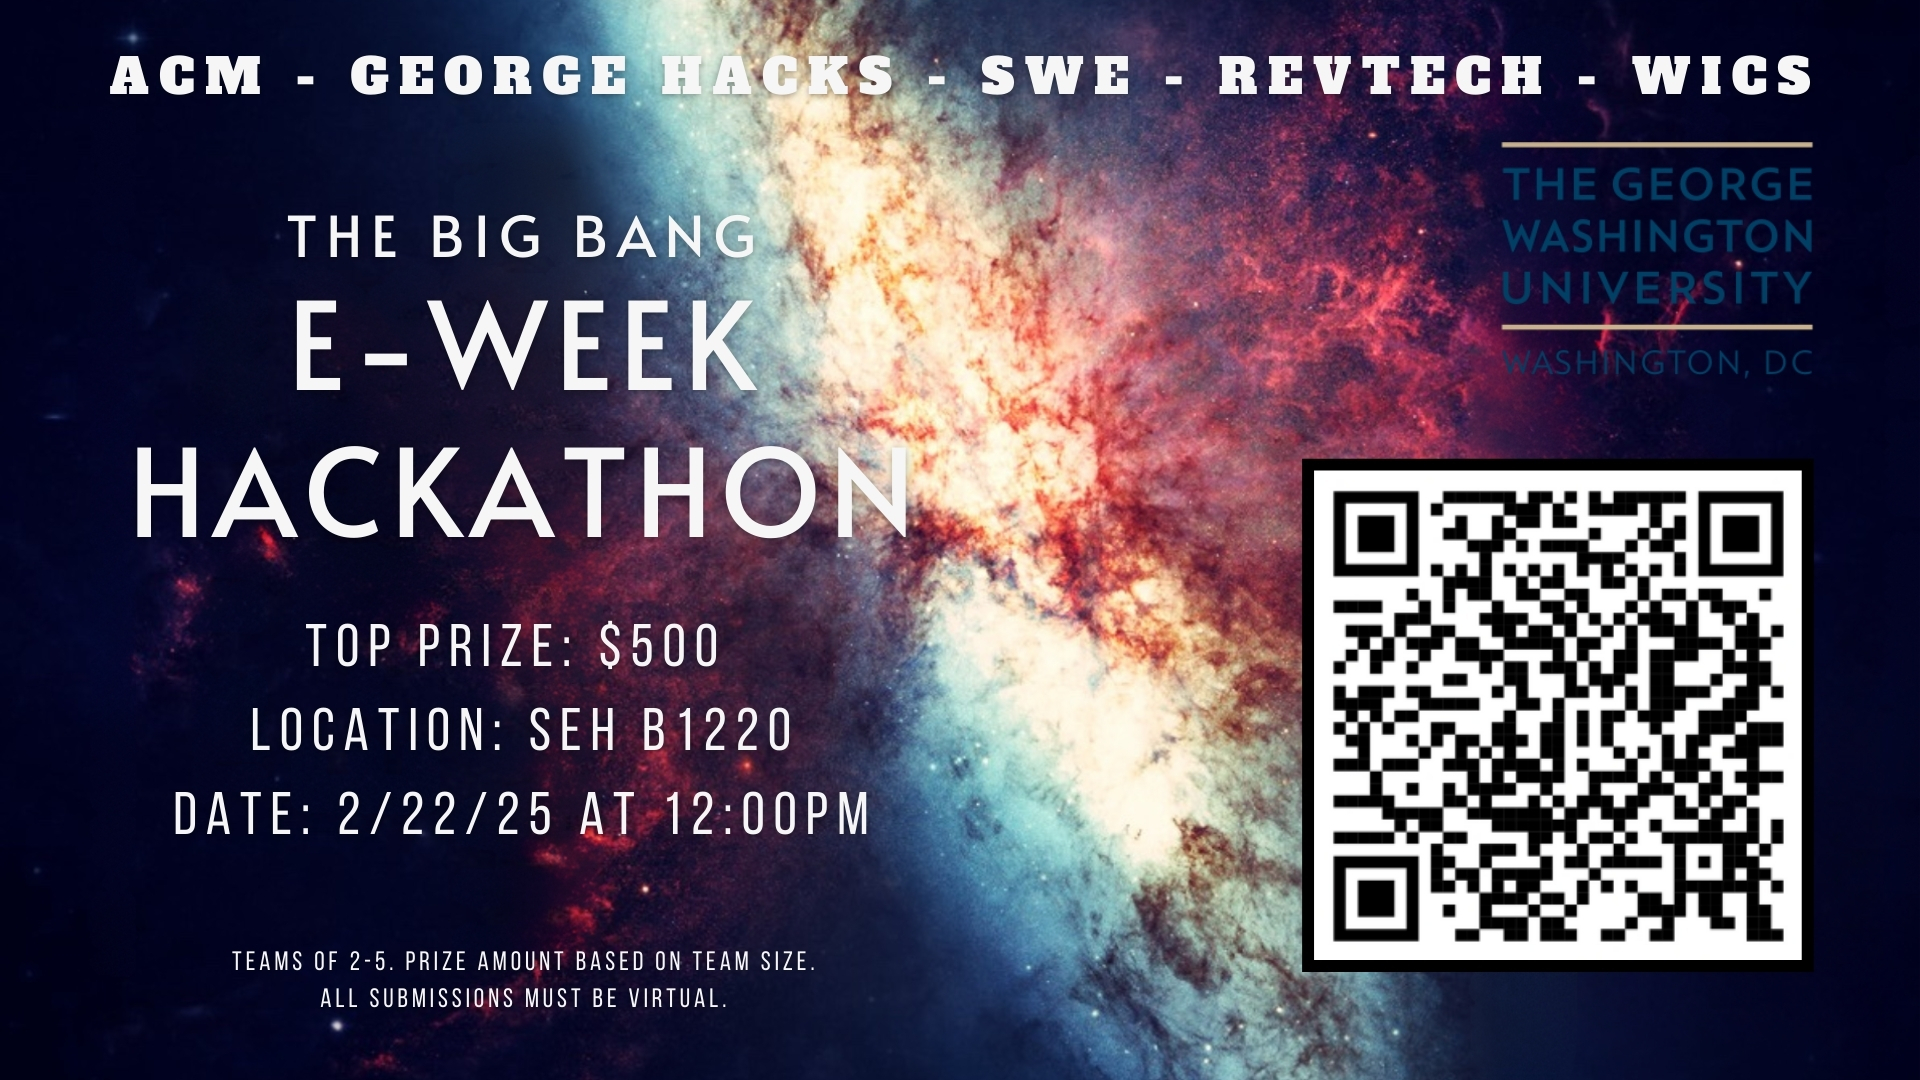 ACM - GEORGE HACKS - SWE - REVTECH - WICS
THE GEORGE
WASHINGTON
UNIVERSITY
WASHINGTON, DC
THE BIG BANG
E-WEEK
HACKATHON
TOP PRIZE: $500
LOCATION: SEH B1220
DATE: 2/22/25 AT 12:00PM
TEAMS OF 2-5. PRIZE AMOUNT BASED ON TEAM SIZE.
ALL SUBMISSIONS MUST BE VIRTUAL.